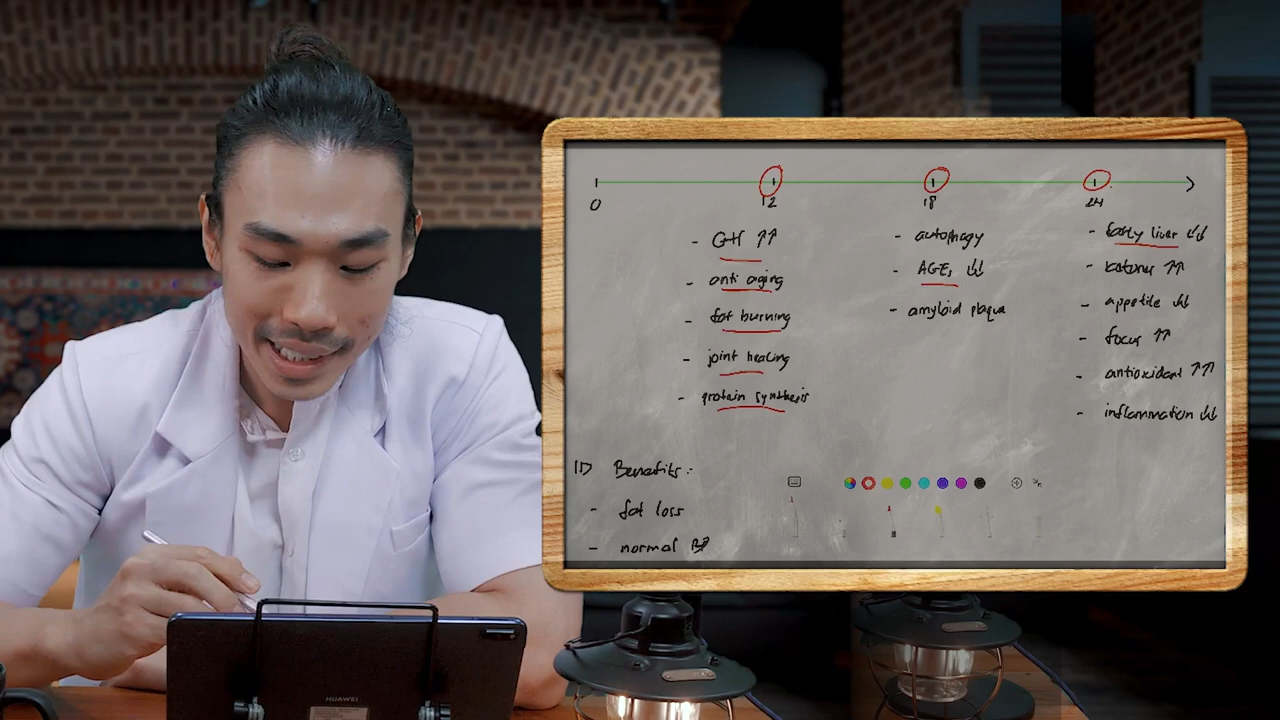 0
12
18
24
- GH ↑↑
- anti aging
- fat burning
- joint healing
- protein synthesis
- autophagy
- AGEs ↓↓
- amyloid plaque
- fatty liver ↓↓
- ketones ↑↑
- appetite ↓↓
- focus ↑↑
- antioxidant ↑↑
- inflammation ↓↓
Benefits:
- fat loss
- normal BP
HUAWEI